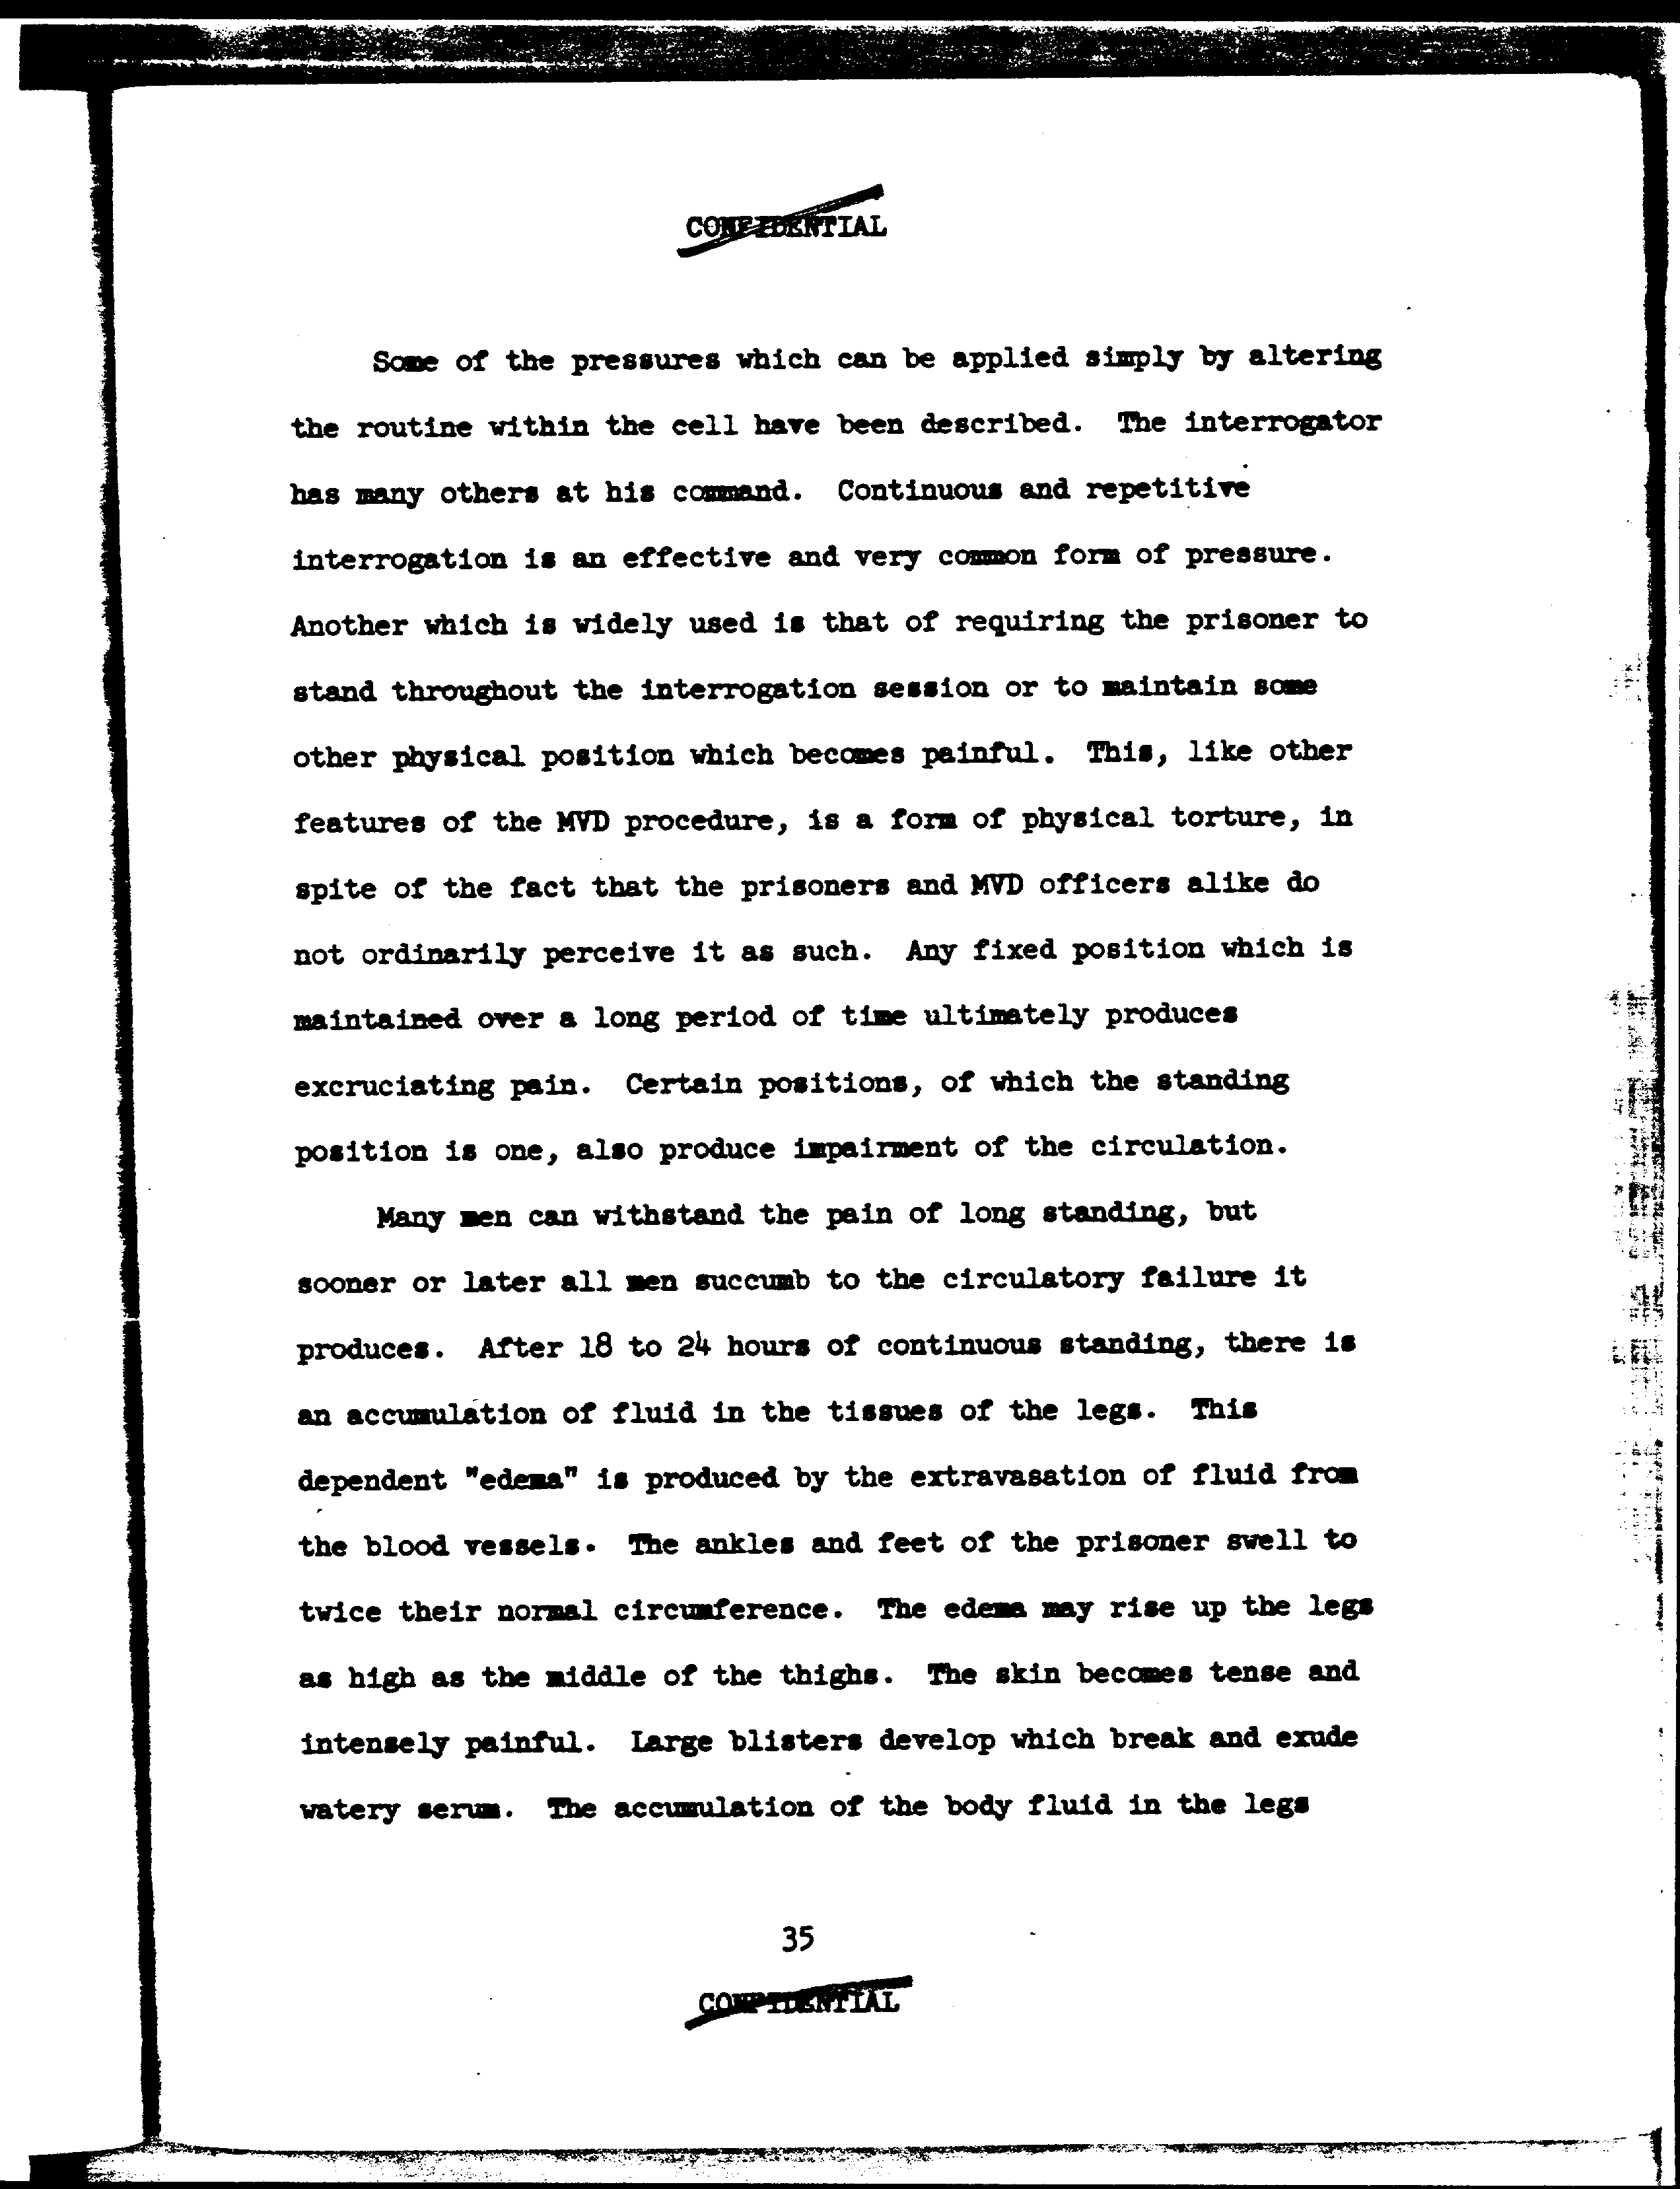 CONFIDENTIAL
Some of the pressures which can be applied simply by altering
the routine within the cell have been described. The interrogator
has many others at his command. Continuous and repetitive
interrogation is an effective and very common form of pressure.
Another which is widely used is that of requiring the prisoner to
stand throughout the interrogation session or to maintain some
other physical position which becomes painful. This, like other
features of the MVD procedure, is a form of physical torture, in
spite of the fact that the prisoners and MVD officers alike do
not ordinarily perceive it as such. Any fixed position which is
maintained over a long period of time ultimately produces
excruciating pain. Certain positions, of which the standing
position is one, also produce impairment of the circulation.
Many men can withstand the pain of long standing, but
sooner or later all men succumb to the circulatory failure it
produces. After 18 to 24 hours of continuous standing, there is
an accumulation of fluid in the tissues of the legs. This
dependent "edema" is produced by the extravasation of fluid from
the blood vessels. The ankles and feet of the prisoner swell to
twice their normal circumference. The edema may rise up the legs
as high as the middle of the thighs. The skin becomes tense and
intensely painful. Large blisters develop which break and exude
watery serum. The accumulation of the body fluid in the legs
35
CONFIDENTIAL